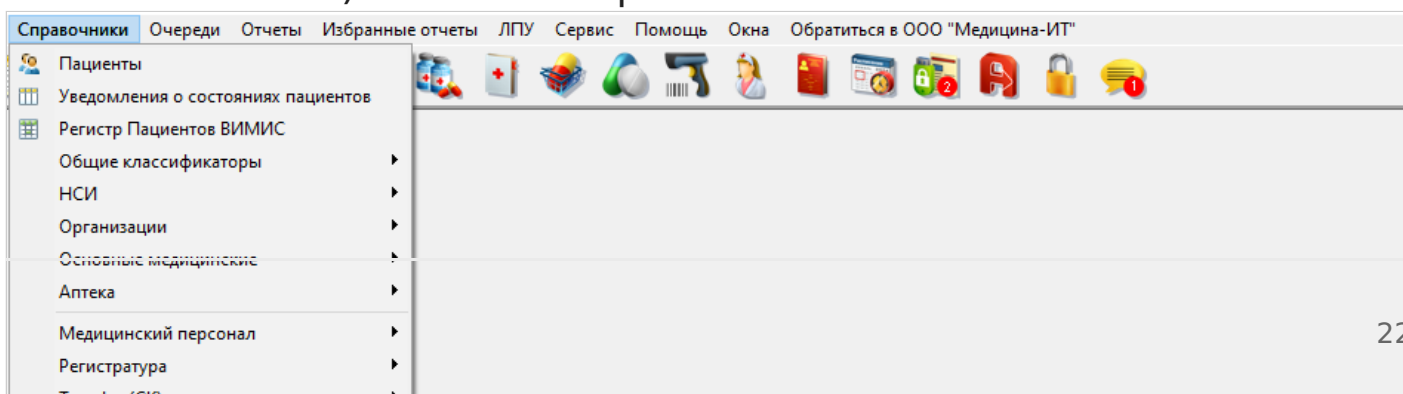 Справочники Очереди Отчеты Избранные отчеты ЛПУ Сервис Помощь Окна Обратиться в ООО "Медицина-ИТ"
Пациенты
Уведомления о состояниях пациентов
2
1
Регистр Пациентов ВИМИС
Общие классификаторы
НСИ
Организации
Основные медицинские
Аптека
Медицинский персонал
22
Регистратура